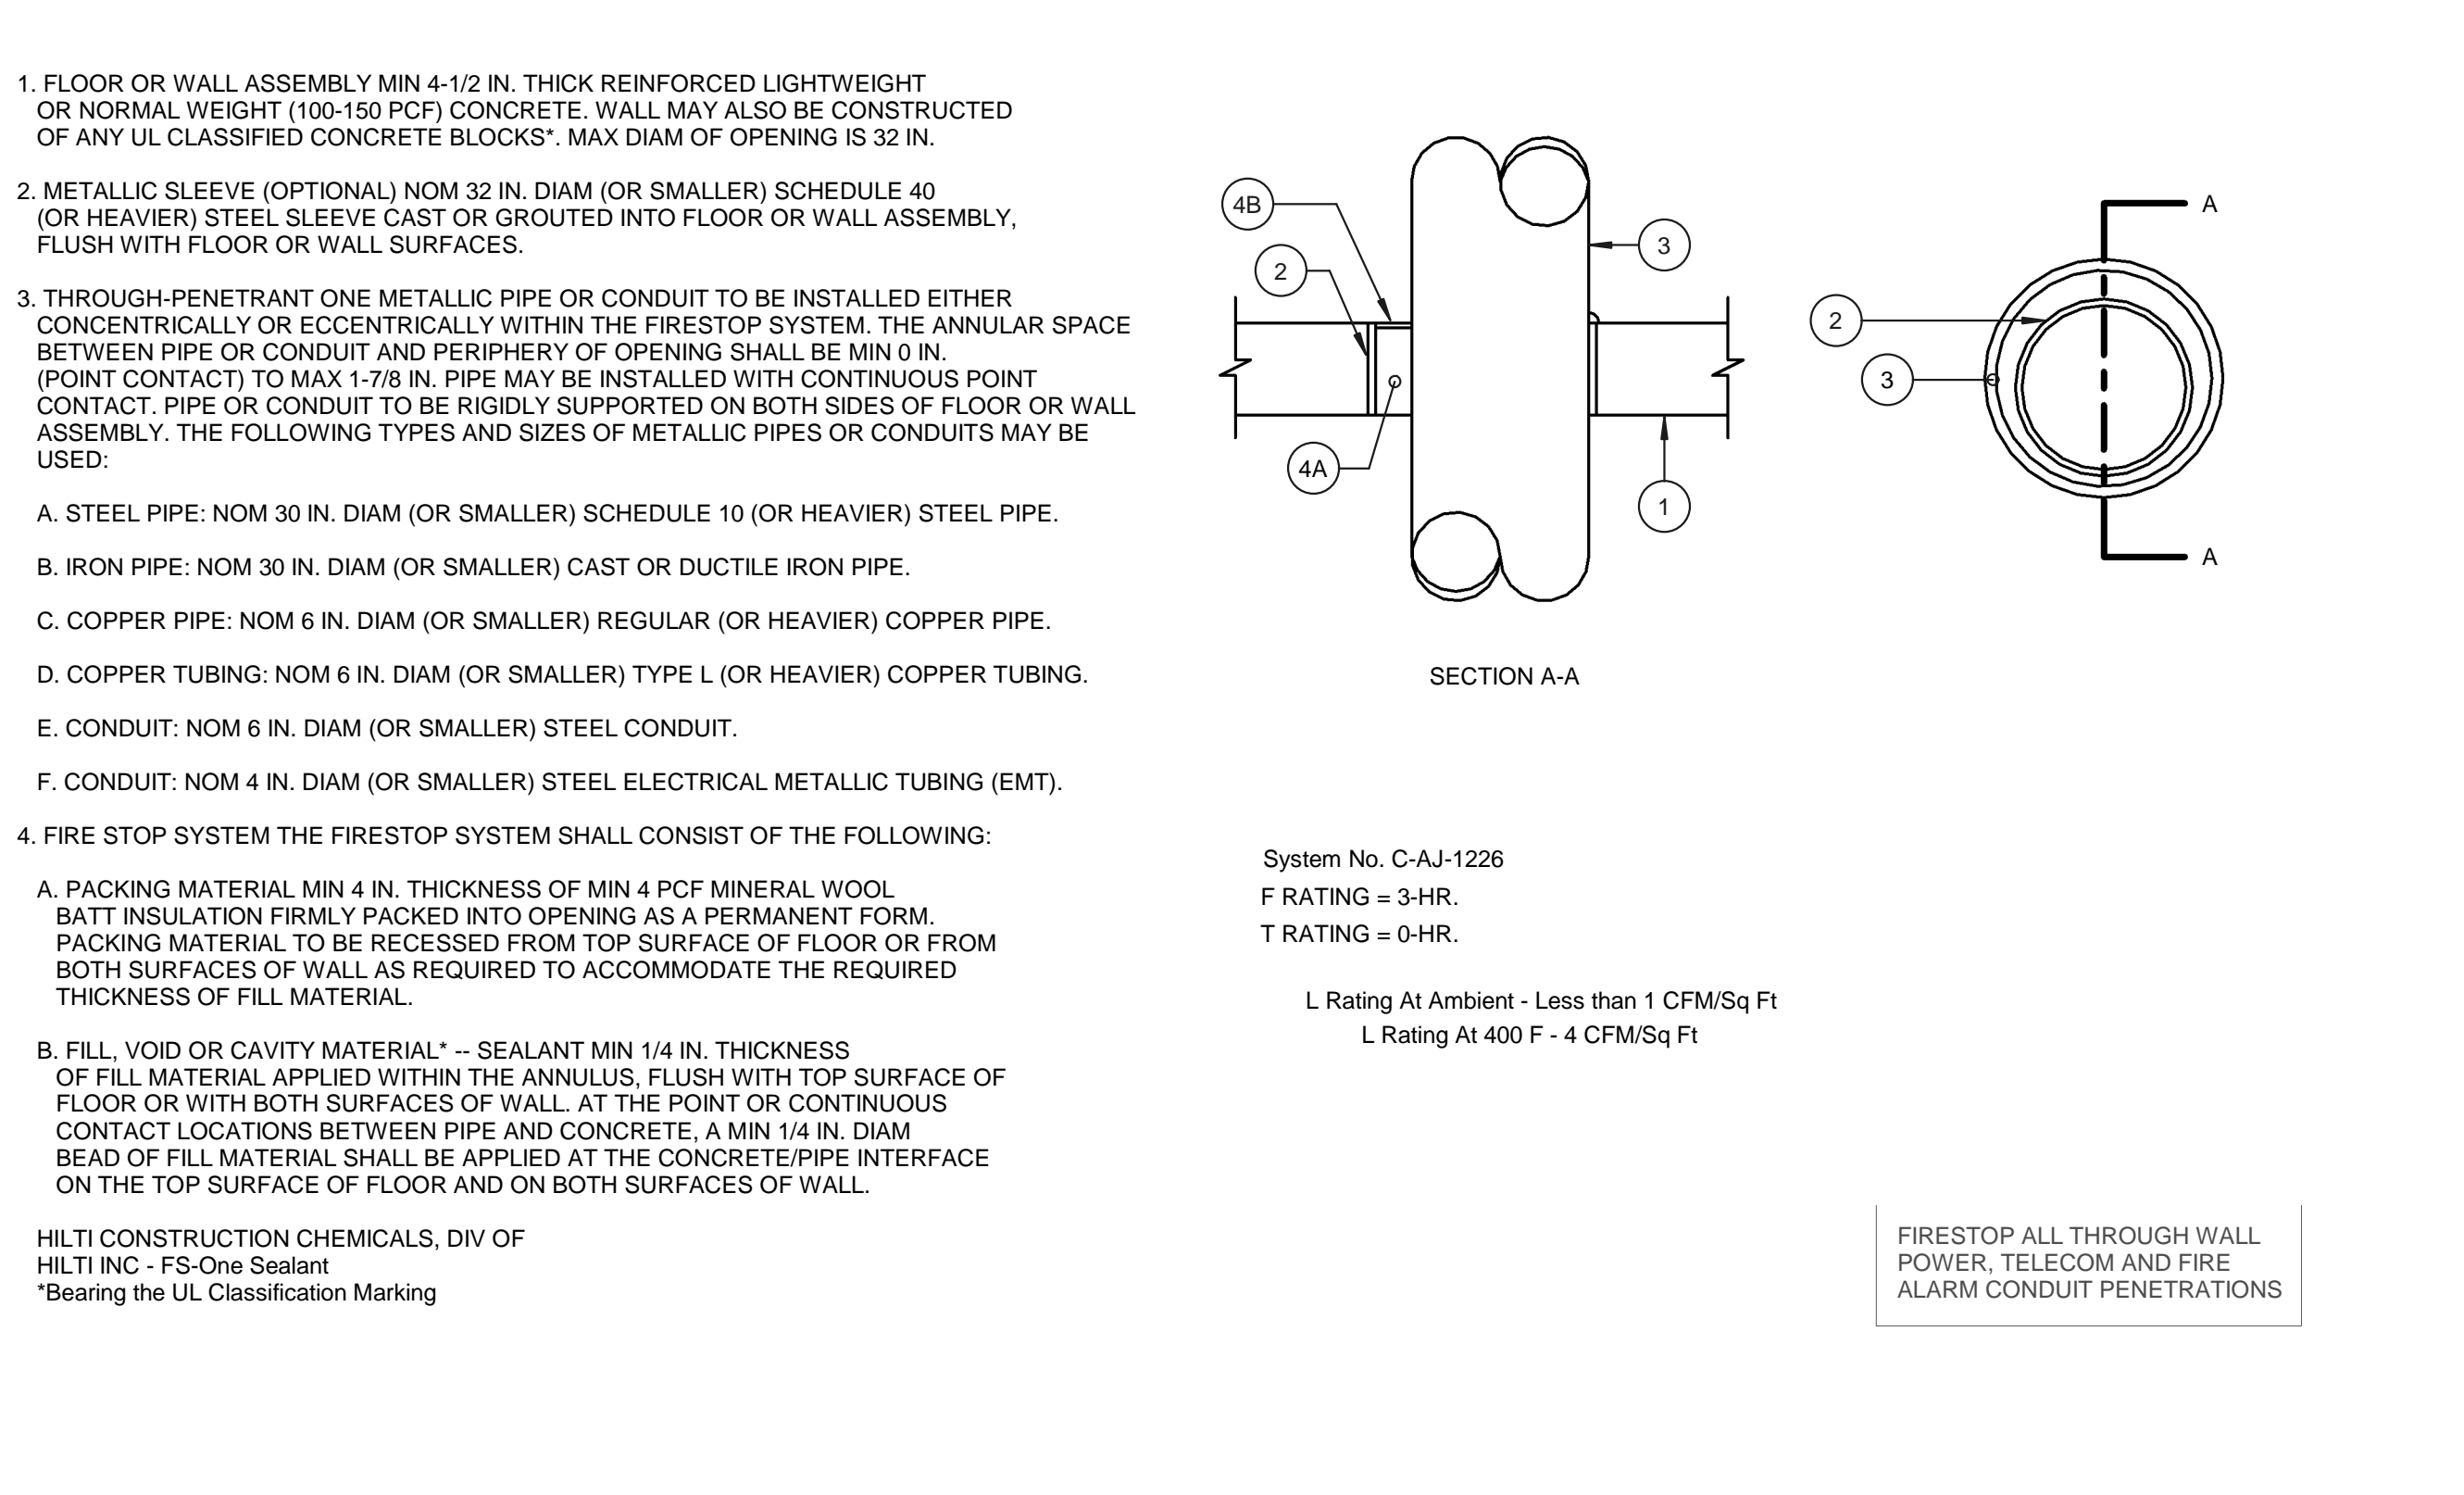 1. FLOOR OR WALL ASSEMBLY MIN 4-1/2 IN. THICK REINFORCED LIGHTWEIGHT
OR NORMAL WEIGHT (100-150 PCF) CONCRETE. WALL MAY ALSO BE CONSTRUCTED
OF ANY UL CLASSIFIED CONCRETE BLOCKS*. MAX DIAM OF OPENING IS 32 IN.
2. METALLIC SLEEVE (OPTIONAL) NOM 32 IN. DIAM (OR SMALLER) SCHEDULE 40
(OR HEAVIER) STEEL SLEEVE CAST OR GROUTED INTO FLOOR OR WALL ASSEMBLY,
FLUSH WITH FLOOR OR WALL SURFACES.
3. THROUGH-PENETRANT ONE METALLIC PIPE OR CONDUIT TO BE INSTALLED EITHER
CONCENTRICALLY OR ECCENTRICALLY WITHIN THE FIRESTOP SYSTEM. THE ANNULAR SPACE
BETWEEN PIPE OR CONDUIT AND PERIPHERY OF OPENING SHALL BE MIN 0 IN.
(POINT CONTACT) TO MAX 1-7/8 IN. PIPE MAY BE INSTALLED WITH CONTINUOUS POINT
CONTACT. PIPE OR CONDUIT TO BE RIGIDLY SUPPORTED ON BOTH SIDES OF FLOOR OR WALL
ASSEMBLY. THE FOLLOWING TYPES AND SIZES OF METALLIC PIPES OR CONDUITS MAY BE
USED:
A. STEEL PIPE: NOM 30 IN. DIAM (OR SMALLER) SCHEDULE 10 (OR HEAVIER) STEEL PIPE.
B. IRON PIPE: NOM 30 IN. DIAM (OR SMALLER) CAST OR DUCTILE IRON PIPE.
C. COPPER PIPE: NOM 6 IN. DIAM (OR SMALLER) REGULAR (OR HEAVIER) COPPER PIPE.
D. COPPER TUBING: NOM 6 IN. DIAM (OR SMALLER) TYPE L (OR HEAVIER) COPPER TUBING.
E. CONDUIT: NOM 6 IN. DIAM (OR SMALLER) STEEL CONDUIT.
F. CONDUIT: NOM 4 IN. DIAM (OR SMALLER) STEEL ELECTRICAL METALLIC TUBING (EMT).
4. FIRE STOP SYSTEM THE FIRESTOP SYSTEM SHALL CONSIST OF THE FOLLOWING:
A. PACKING MATERIAL MIN 4 IN. THICKNESS OF MIN 4 PCF MINERAL WOOL
BATT INSULATION FIRMLY PACKED INTO OPENING AS A PERMANENT FORM.
PACKING MATERIAL TO BE RECESSED FROM TOP SURFACE OF FLOOR OR FROM
BOTH SURFACES OF WALL AS REQUIRED TO ACCOMMODATE THE REQUIRED
THICKNESS OF FILL MATERIAL.
B. FILL, VOID OR CAVITY MATERIAL* -- SEALANT MIN 1/4 IN. THICKNESS
OF FILL MATERIAL APPLIED WITHIN THE ANNULUS, FLUSH WITH TOP SURFACE OF
FLOOR OR WITH BOTH SURFACES OF WALL. AT THE POINT OR CONTINUOUS
CONTACT LOCATIONS BETWEEN PIPE AND CONCRETE, A MIN 1/4 IN. DIAM
BEAD OF FILL MATERIAL SHALL BE APPLIED AT THE CONCRETE/PIPE INTERFACE
ON THE TOP SURFACE OF FLOOR AND ON BOTH SURFACES OF WALL.
HILTI CONSTRUCTION CHEMICALS, DIV OF
HILTI INC - FS-One Sealant
*Bearing the UL Classification Marking
4B
2
3
4A
1
SECTION A-A
A
2
3
A
System No. C-AJ-1226
F RATING = 3-HR.
T RATING = 0-HR.
L Rating At Ambient - Less than 1 CFM/Sq Ft
L Rating At 400 F - 4 CFM/Sq Ft
FIRESTOP ALL THROUGH WALL
POWER, TELECOM AND FIRE
ALARM CONDUIT PENETRATIONS